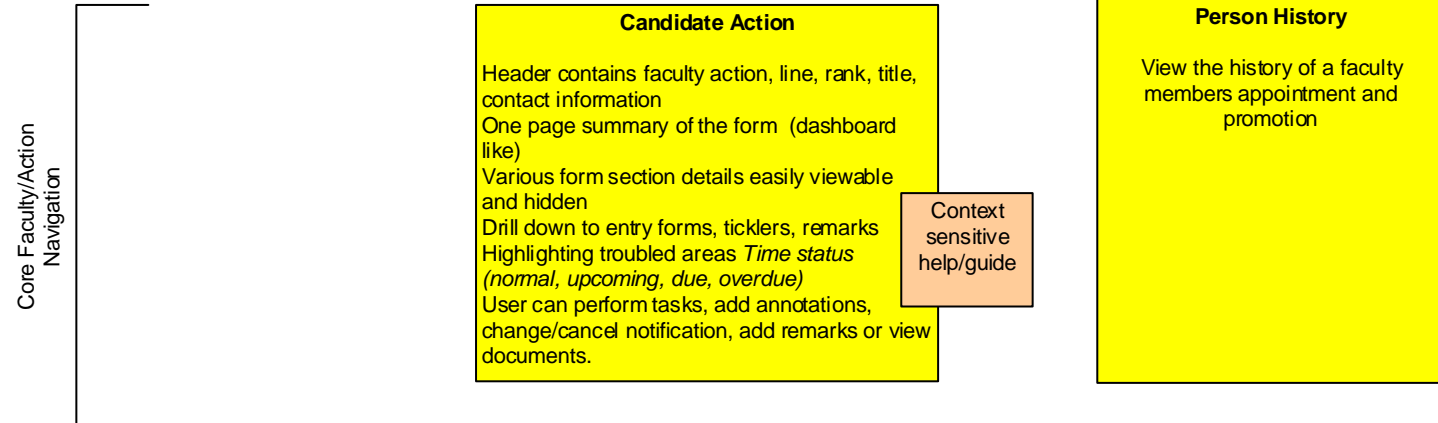 Core Faculty/Action
Navigation
Candidate Action
Header contains faculty action, line, rank, title,
contact information
One page summary of the form (dashboard
like)
Various form section details easily viewable
and hidden
Drill down to entry forms, ticklers, remarks
Highlighting troubled areas Time status
(normal, upcoming, due, overdue)
User can perform tasks, add annotations,
change/cancel notification, add remarks or view
documents.
Context
sensitive
help/guide
Person History
View the history of a faculty
members appointment and
promotion